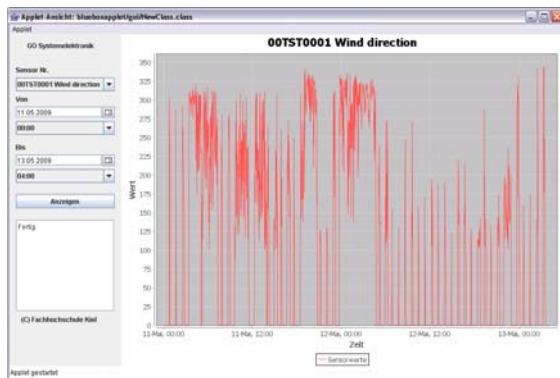 Applet-Ansicht: blueboxapplet/gui/NewClass.class
Applet
GO Systemelektronik
Sensor Nr.
00TST0001 Wind direction
Von
11.05.2009
00:00
Bis
13.05.2009
04:00
Anzeigen
Fertig.
(C) Fachhochschule Kiel
Applet gestartet
00TST0001 Wind direction
Wert
350
325
300
275
250
225
200
175
150
125
100
75
50
25
0
11-Mai, 00:00
11-Mai, 12:00
12-Mai, 00:00
12-Mai, 12:00
13-Mai, 00:00
Zeit
Sensorwerte